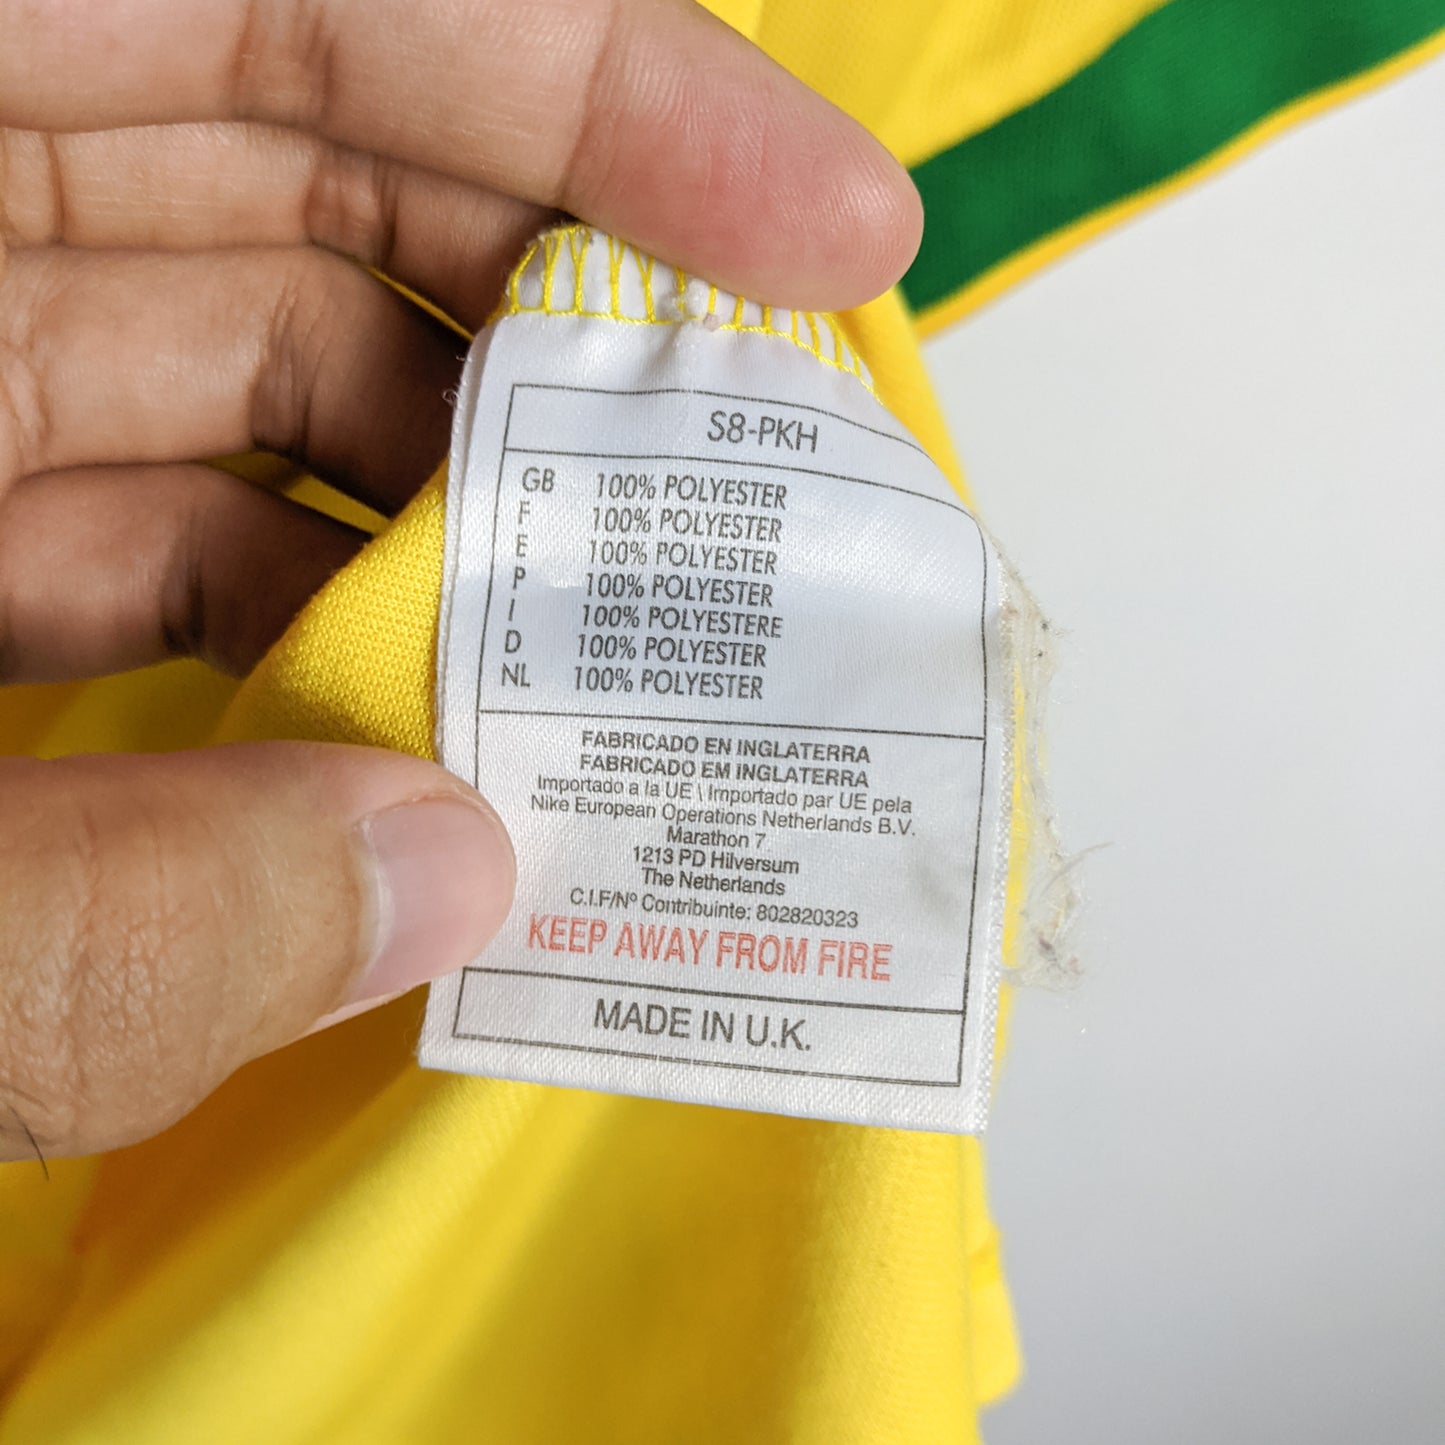 S8-PKH
GB 100% POLYESTER
F 100% POLYESTER
E 100% POLYESTER
P 100% POLYESTER
I 100% POLYESTERE
D 100% POLYESTER
NL 100% POLYESTER
FABRICADO EN INGLATERRA
FABRICADO EM INGLATERRA
Importado a la UE \ Importado par UE pela
Nike European Operations Netherlands B.V.
Marathon 7
1213 PD Hilversum
The Netherlands
C.I.F/Nº Contribuinte: 802820323
KEEP AWAY FROM FIRE
MADE IN U.K.